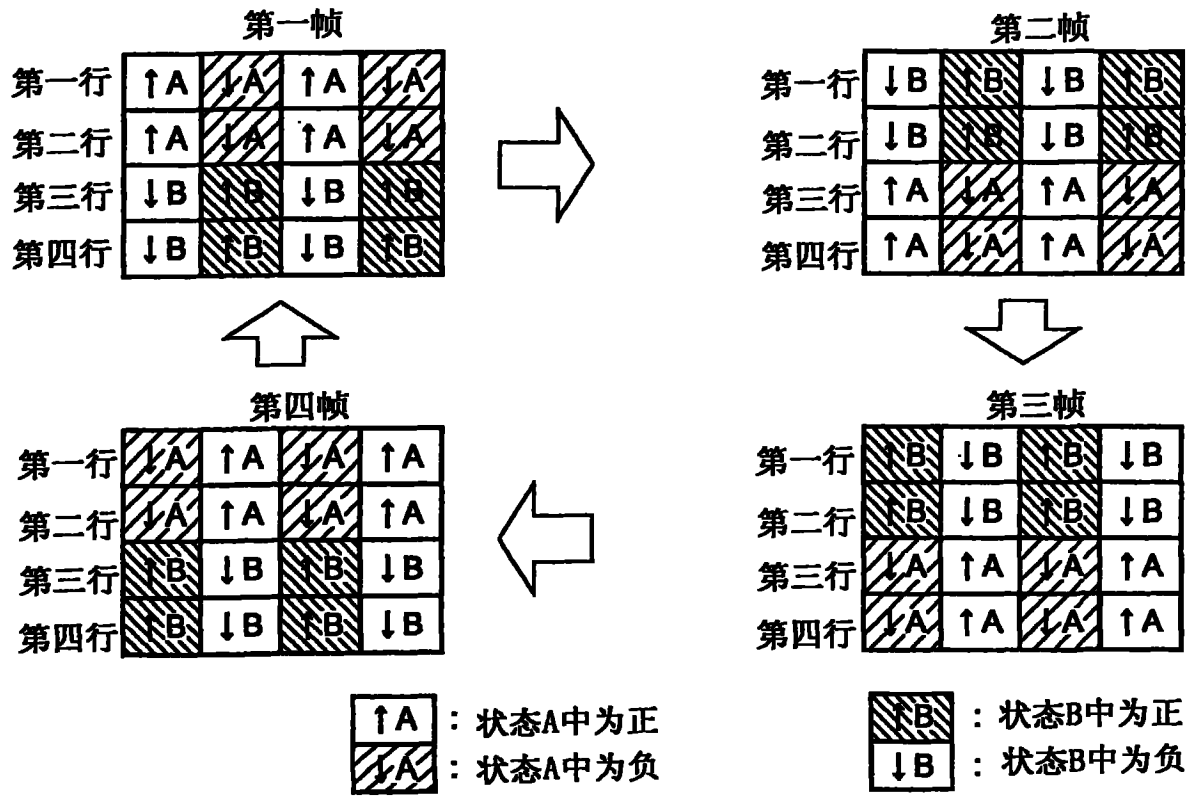 第一帧
第一行 ↑A ↓A ↑A ↓A
第二行 ↑A ↓A ↑A ↓A
第三行 ↓B ↑B ↓B ↑B
第四行 ↓B ↑B ↓B ↑B
第二帧
第一行 ↓B ↑B ↓B ↑B
第二行 ↓B ↑B ↓B ↑B
第三行 ↑A ↓A ↑A ↓A
第四行 ↑A ↓A ↑A ↓A
第四帧
第一行 ↓A ↑A ↓A ↑A
第二行 ↓A ↑A ↓A ↑A
第三行 ↑B ↓B ↑B ↓B
第四行 ↑B ↓B ↑B ↓B
第三帧
第一行 ↑B ↓B ↑B ↓B
第二行 ↑B ↓B ↑B ↓B
第三行 ↓A ↑A ↓A ↑A
第四行 ↓A ↑A ↓A ↑A
↑A : 状态A中为正
↓A : 状态A中为负
↑B : 状态B中为正
↓B : 状态B中为负